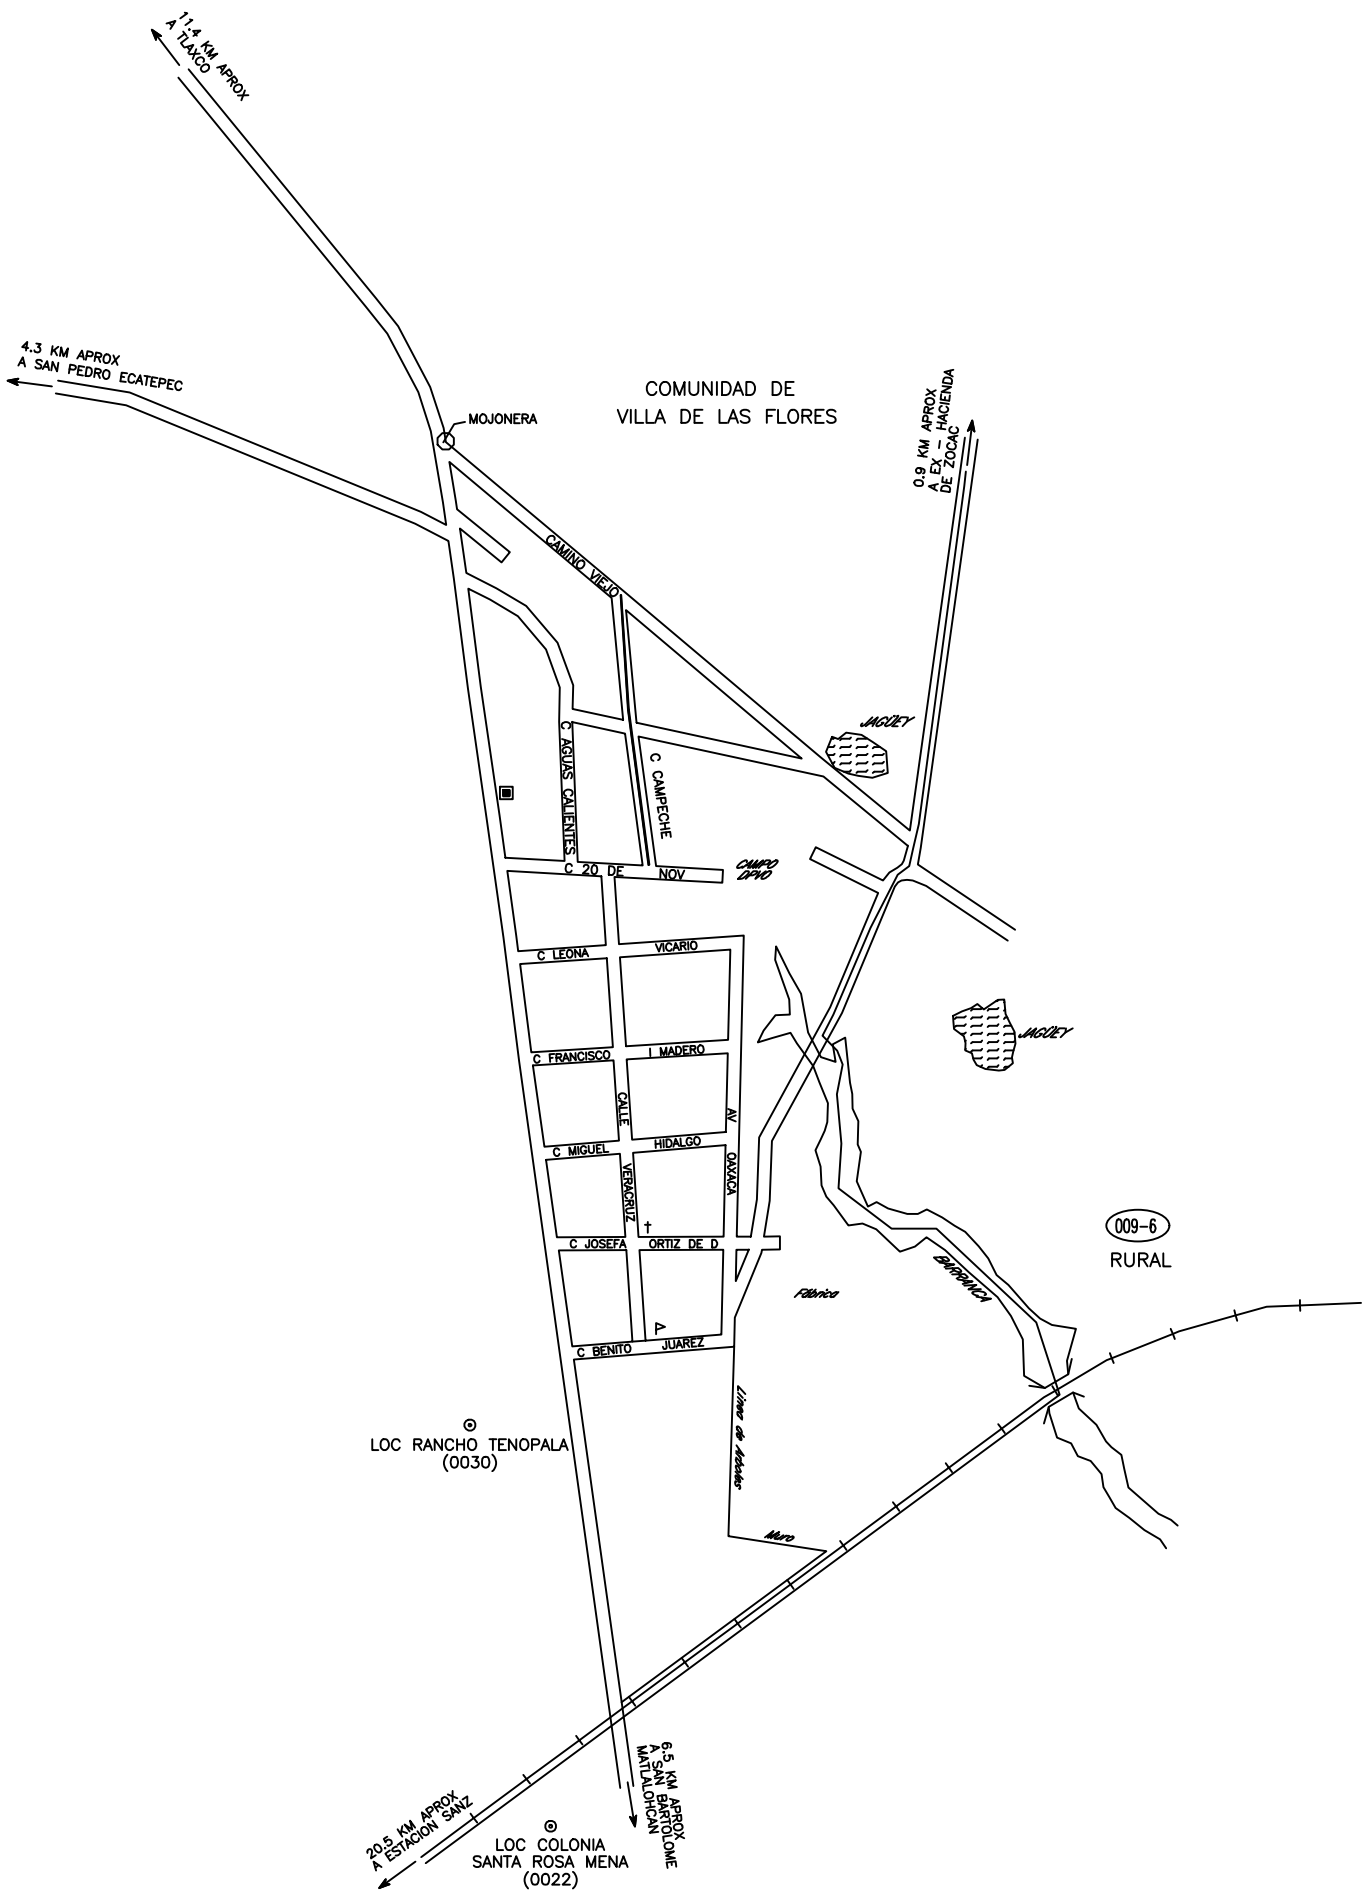 11.4 KM APROX
A TLAXCO
4.3 KM APROX
A SAN PEDRO ECATEPEC
COMUNIDAD DE
VILLA DE LAS FLORES
MOJONERA
0.9 KM APROX
A EX - HACIENDA
DE ZOCAC
CAMINO VIEJO
JAGÜEY
C AGUAS CALIENTES
C CAMPECHE
C 20 DE NOV
CAMPO
DPVO
C LEONA VICARIO
JAGÜEY
C FRANCISCO I MADERO
CALLE VERACRUZ
AV OAXACA
C MIGUEL HIDALGO
C JOSEFA ORTIZ DE D
009-6
RURAL
BARRANCA
Fábrica
C BENITO JUAREZ
Línea de Arboles
LOC RANCHO TENOPALA
(0030)
Muro
6.5 KM APROX
A SAN BARTOLOME
MATLALOHCAN
20.5 KM APROX
A ESTACION SANZ
LOC COLONIA
SANTA ROSA MENA
(0022)